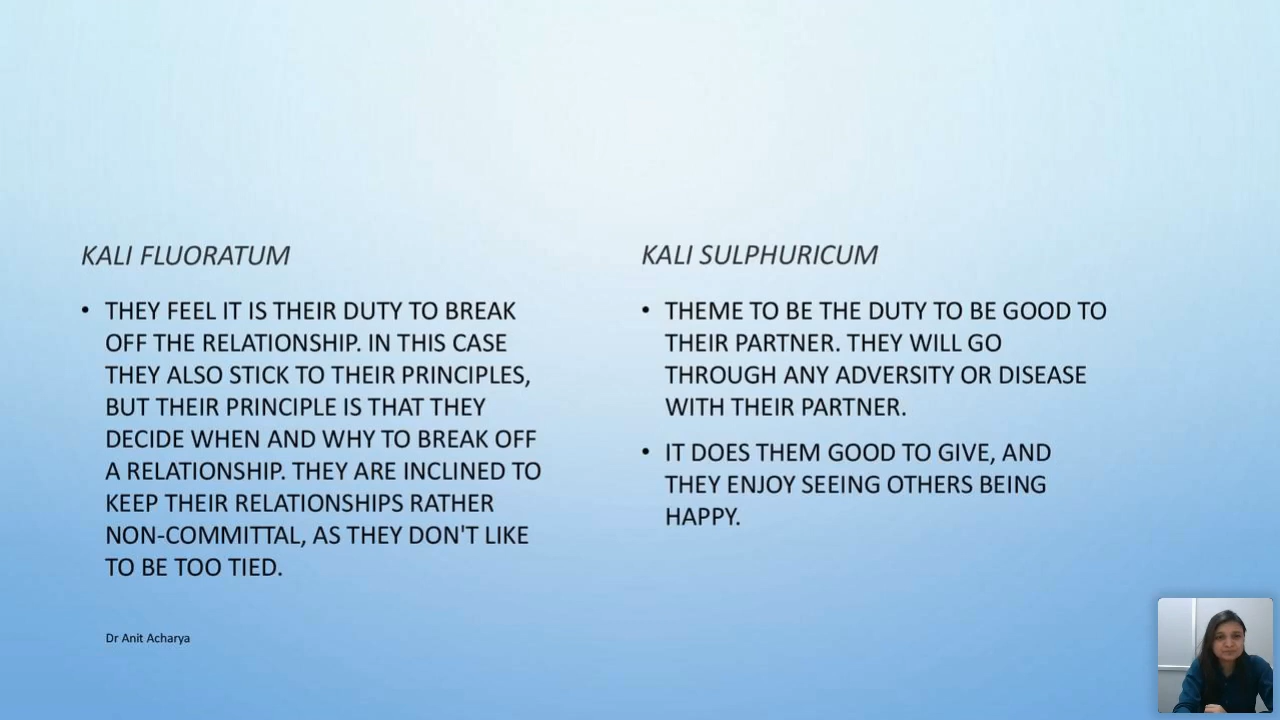 KALI FLUORATUM
• THEY FEEL IT IS THEIR DUTY TO BREAK
OFF THE RELATIONSHIP. IN THIS CASE
THEY ALSO STICK TO THEIR PRINCIPLES,
BUT THEIR PRINCIPLE IS THAT THEY
DECIDE WHEN AND WHY TO BREAK OFF
A RELATIONSHIP. THEY ARE INCLINED TO
KEEP THEIR RELATIONSHIPS RATHER
NON-COMMITTAL, AS THEY DON'T LIKE
TO BE TOO TIED.
KALI SULPHURICUM
• THEME TO BE THE DUTY TO BE GOOD TO
THEIR PARTNER. THEY WILL GO
THROUGH ANY ADVERSITY OR DISEASE
WITH THEIR PARTNER.
• IT DOES THEM GOOD TO GIVE, AND
THEY ENJOY SEEING OTHERS BEING
HAPPY.
Dr Anit Acharya